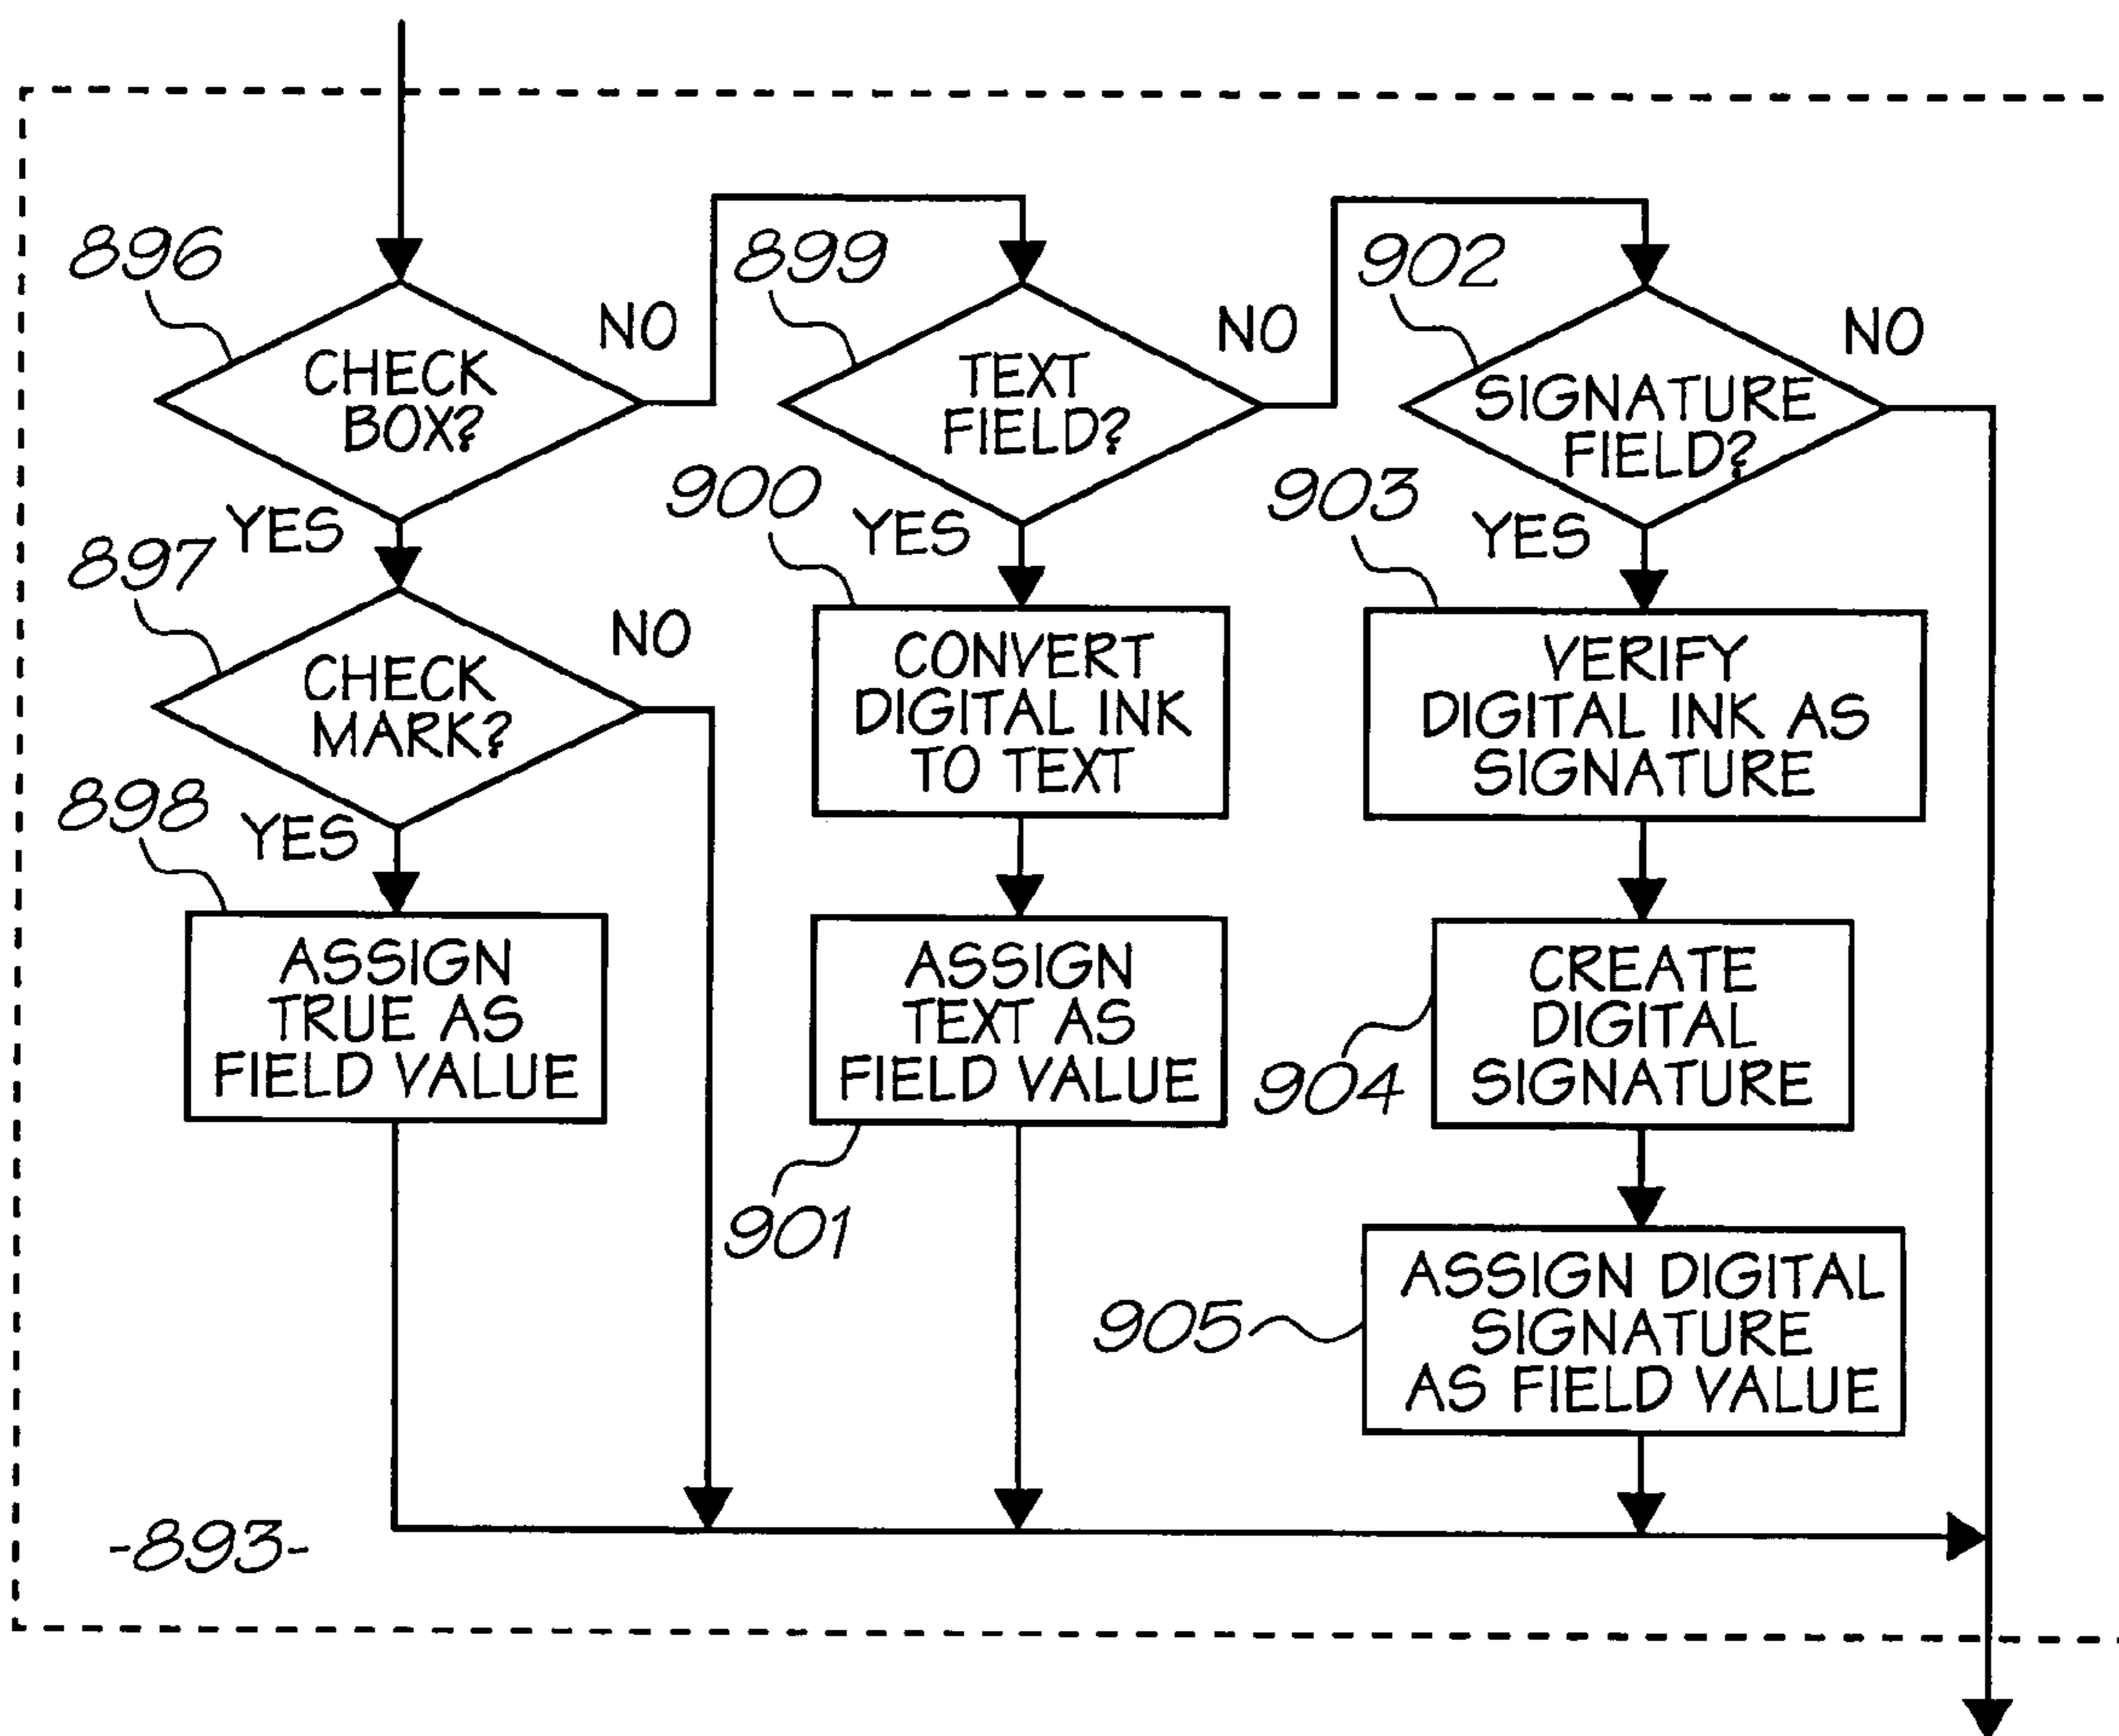 896
CHECK
BOX?
NO
YES
897
CHECK
MARK?
NO
YES
898
ASSIGN
TRUE AS
FIELD VALUE
899
TEXT
FIELD?
NO
YES
900
CONVERT
DIGITAL INK
TO TEXT
ASSIGN
TEXT AS
FIELD VALUE
901
902
SIGNATURE
FIELD?
NO
YES
903
VERIFY
DIGITAL INK AS
SIGNATURE
CREATE
DIGITAL
SIGNATURE
904
ASSIGN DIGITAL
SIGNATURE
AS FIELD VALUE
905
-893-